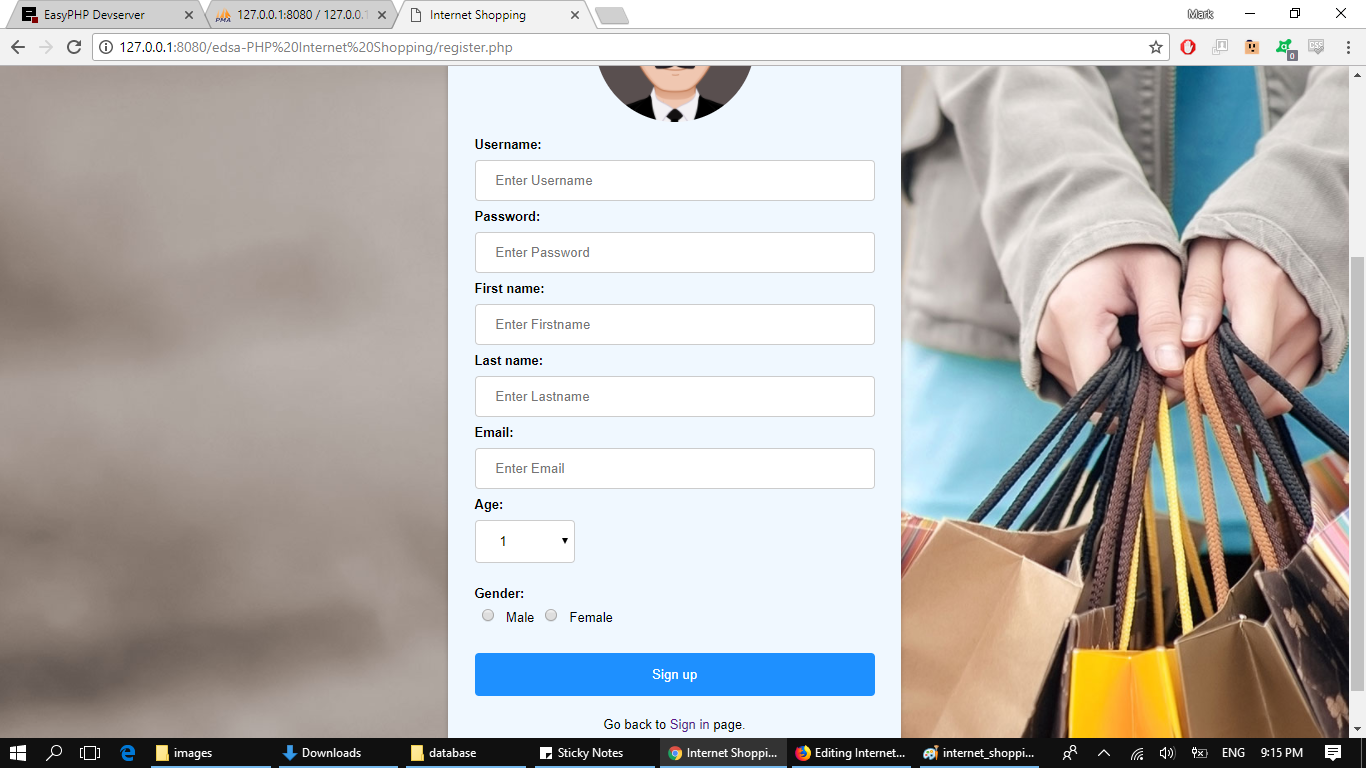 EasyPHP Devserver
PMA 127.0.0.1:8080 / 127.0.0.1
Internet Shopping
Mark
127.0.0.1:8080/edsa-PHP%20Internet%20Shopping/register.php
0
CSS
Username:
Enter Username
Password:
Enter Password
First name:
Enter Firstname
Last name:
Enter Lastname
Email:
Enter Email
Age:
1
Gender:
Male Female
Sign up
Go back to Sign in page.
images
Downloads
database
Sticky Notes
Internet Shoppi...
Editing Internet...
internet_shoppi...
ENG
9:15 PM